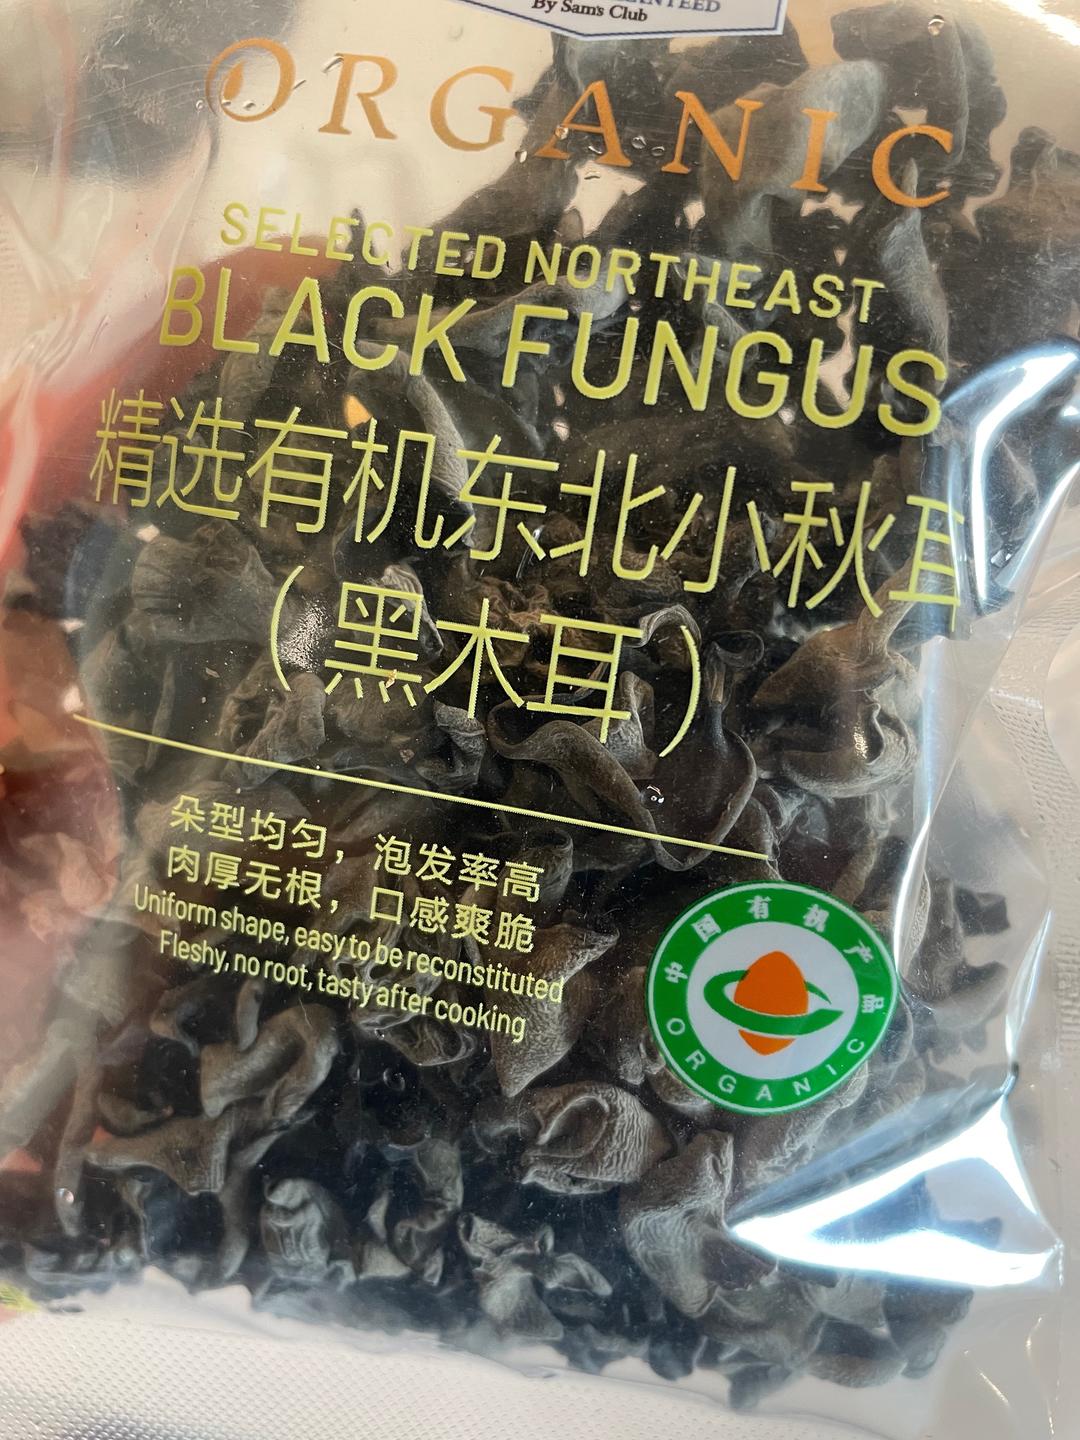 By Sam's Club
ORGANIC
SELECTED NORTHEAST
BLACK FUNGUS
精选有机东北小秋耳
（黑木耳）
朵型均匀，泡发率高
肉厚无根，口感爽脆
Uniform shape, easy to be reconstituted
Fleshy, no root, tasty after cooking
中国有机产品
ORGANIC